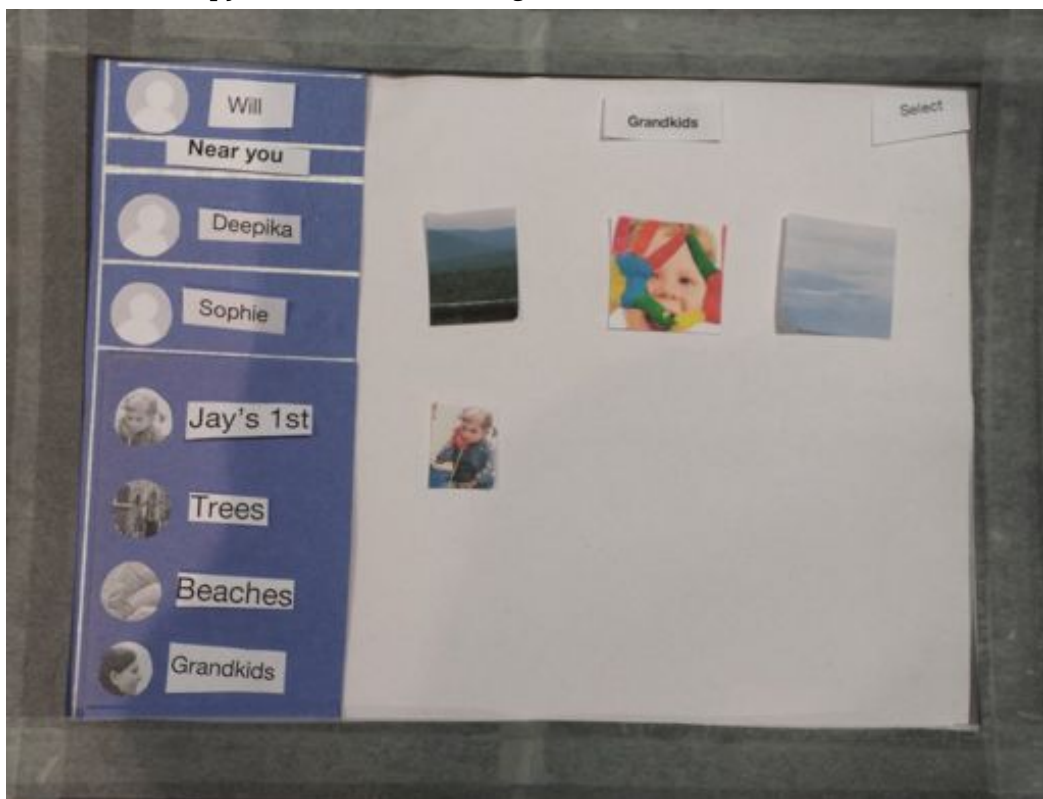 Will
Near you
Deepika
Sophie
Jay's 1st
Trees
Beaches
Grandkids
Grandkids
Select